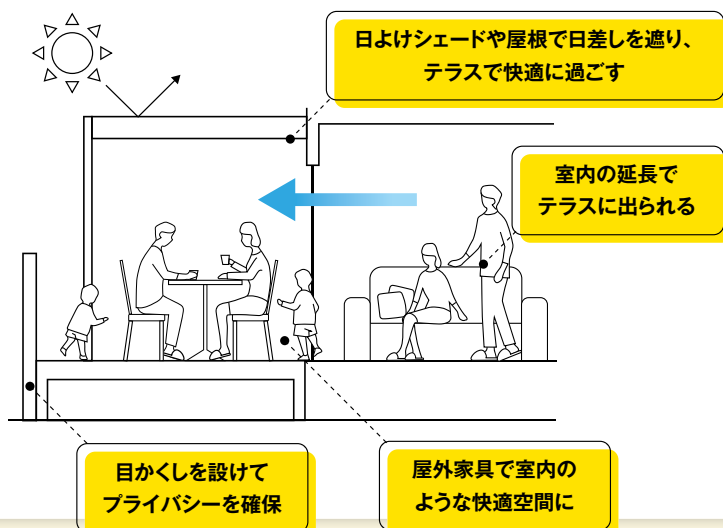 日よけシェードや屋根で日差しを遮り、
テラスで快適に過ごす
室内の延長で
テラスに出られる
目かくしを設けて
プライバシーを確保
屋外家具で室内の
ような快適空間に